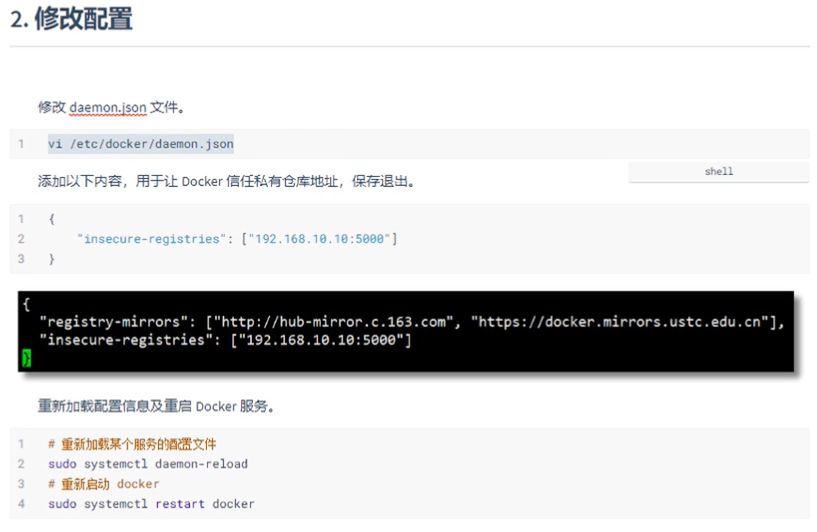 2. 修改配置
修改 daemon.json 文件。
1 vi /etc/docker/daemon.json
shell
添加以下内容，用于让 Docker 信任私有仓库地址，保存退出。
1 {
2 "insecure-registries": ["192.168.10.10:5000"]
3 }
{
"registry-mirrors": ["http://hub-mirror.c.163.com", "https://docker.mirrors.ustc.edu.cn"],
"insecure-registries": ["192.168.10.10:5000"]
}
重新加载配置信息及重启 Docker 服务。
1 # 重新加载某个服务的配置文件
2 sudo systemctl daemon-reload
3 # 重新启动 docker
4 sudo systemctl restart docker